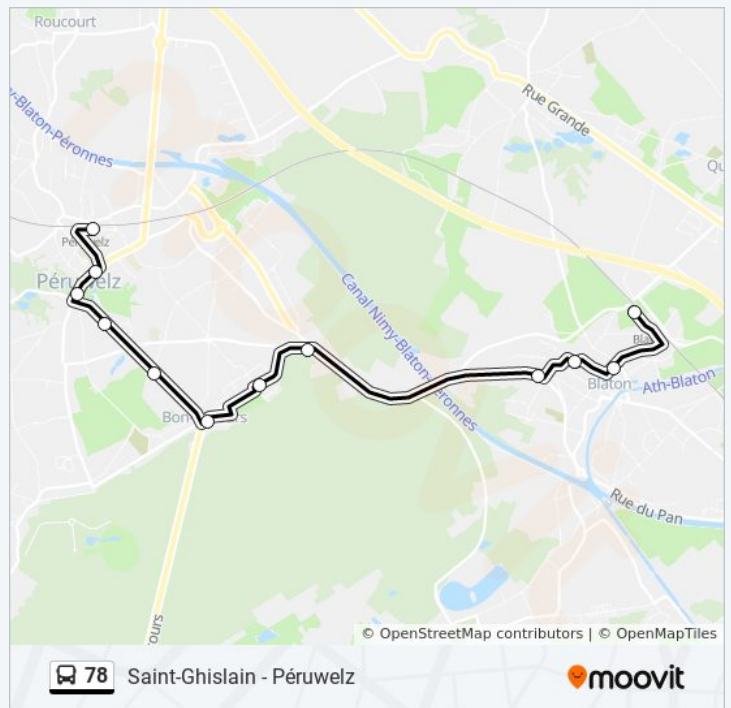 Roucourt
y-Blaton-Péronnes
Rue Grande
Péruwelz
Canal Nimy-Blaton-Péronnes
Blaton
Ath-Blaton
Rue du Pan
© OpenStreetMap contributors | © OpenMapTiles
78 Saint-Ghislain - Péruwelz
moovit